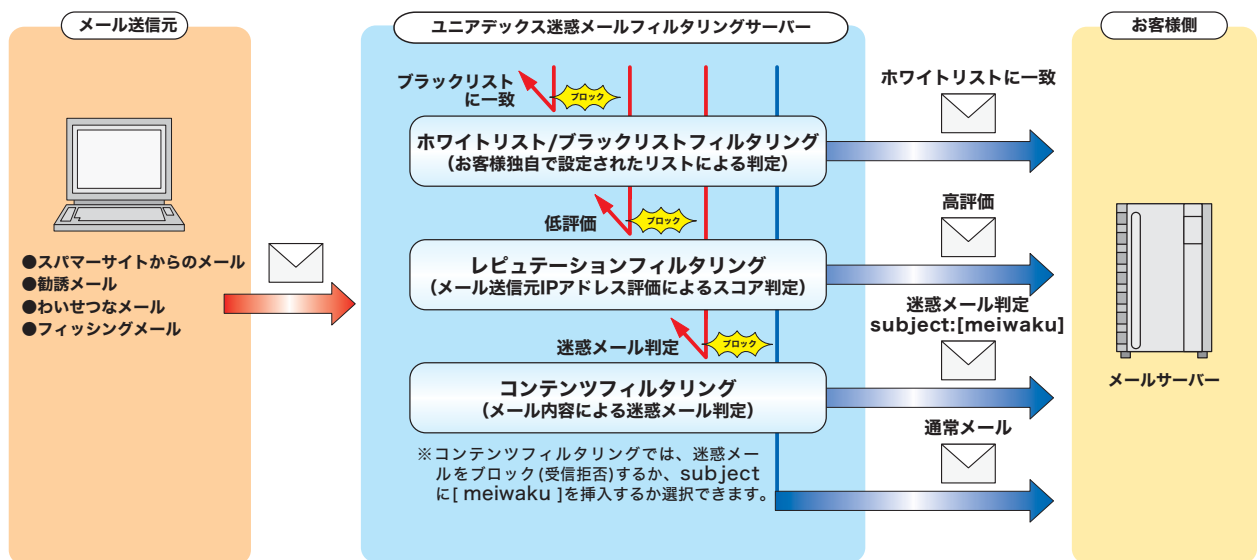 メール送信元
●スパマーサイトからのメール
●勧誘メール
●わいせつなメール
●フィッシングメール
ユニアデックス迷惑メールフィルタリングサーバー
ブラックリスト
に一致
ブロック
ホワイトリスト/ブラックリストフィルタリング
(お客様独自で設定されたリストによる判定)
低評価
ブロック
レピュテーションフィルタリング
(メール送信元IPアドレス評価によるスコア判定)
迷惑メール判定
ブロック
コンテンツフィルタリング
(メール内容による迷惑メール判定)
※コンテンツフィルタリングでは、迷惑メー
ルをブロック(受信拒否)するか、subject
に[ meiwaku ]を挿入するか選択できます。
ホワイトリストに一致
高評価
迷惑メール判定
subject:[meiwaku]
通常メール
お客様側
メールサーバー